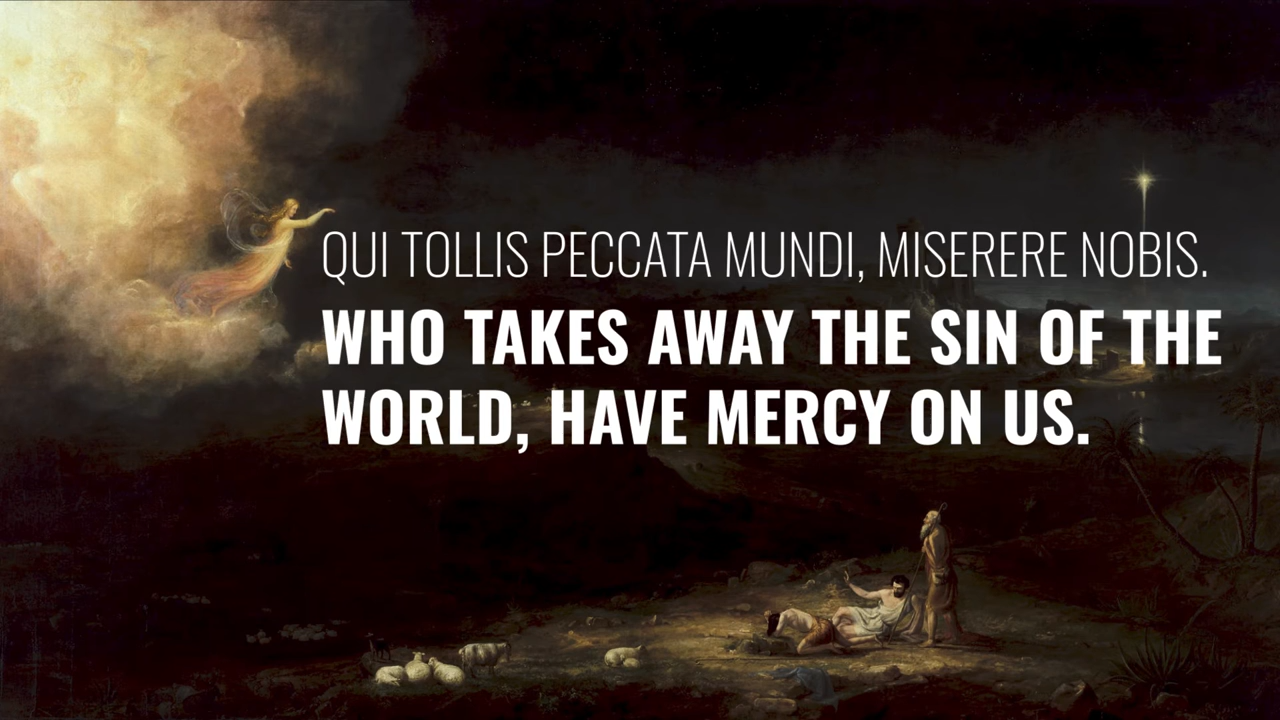 QUI TOLLIS PECCATA MUNDI, MISERERE NOBIS.
WHO TAKES AWAY THE SIN OF THE
WORLD, HAVE MERCY ON US.